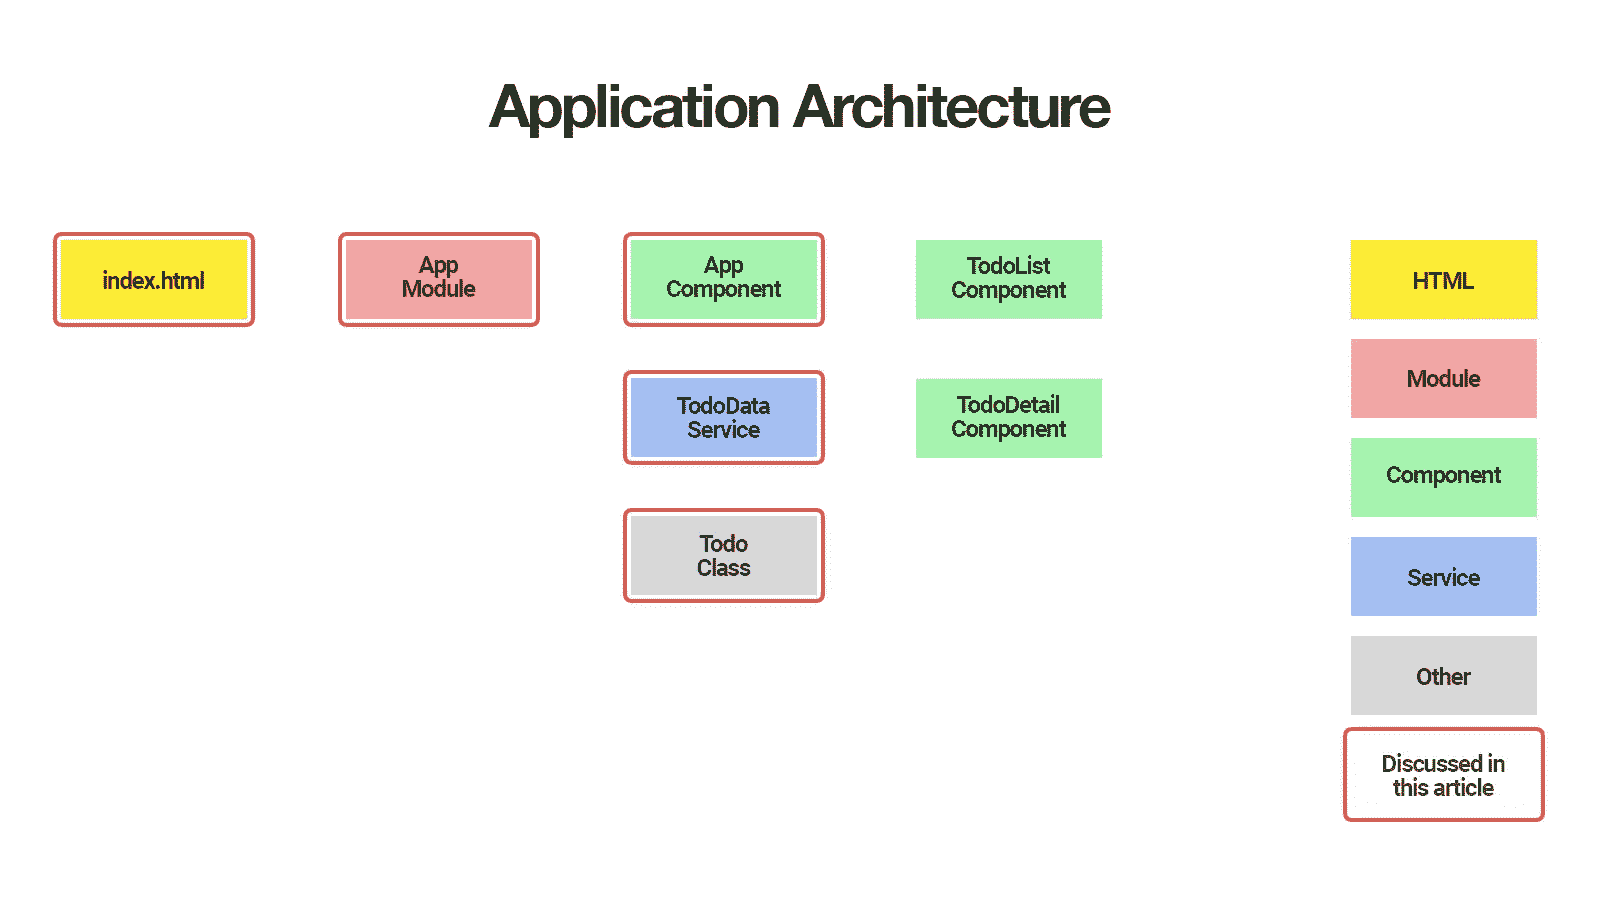 Application Architecture
index.html
App
Module
App
Component
TodoList
Component
TodoData
Service
TodoDetail
Component
Todo
Class
HTML
Module
Component
Service
Other
Discussed in
this article